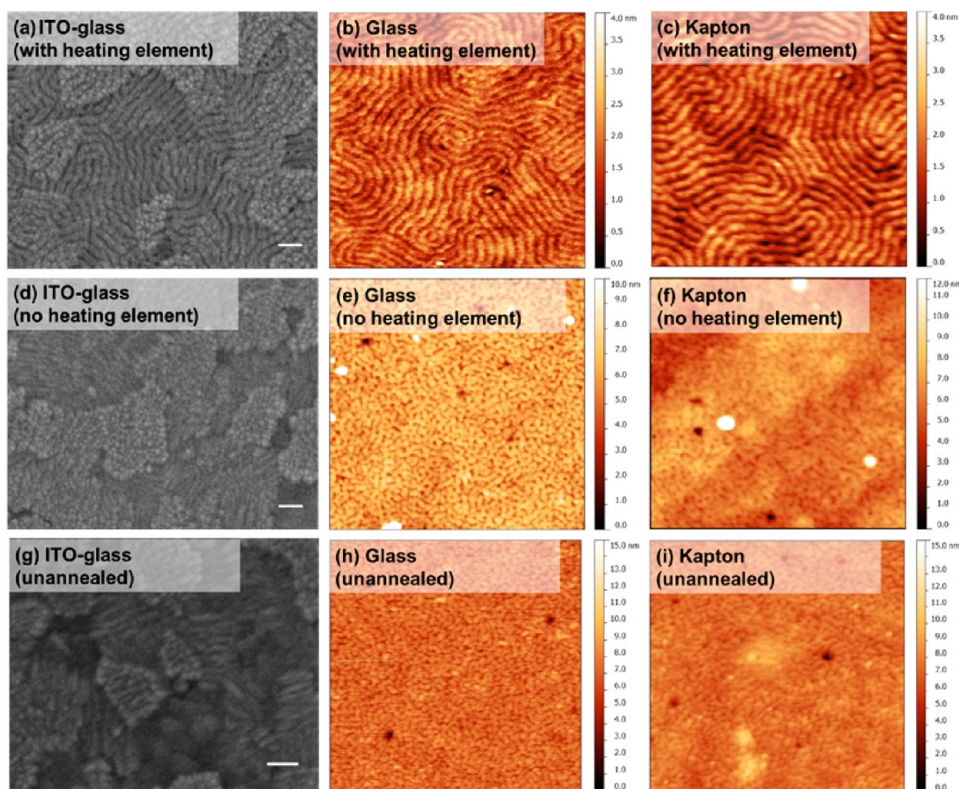 (a) ITO-glass
(with heating element)
(b) Glass
(with heating element)
4.0 nm
3.5
3.0
2.5
2.0
1.5
1.0
0.5
0.0
(c) Kapton
(with heating element)
4.0 nm
3.5
3.0
2.5
2.0
1.5
1.0
0.5
0.0
(d) ITO-glass
(no heating element)
(e) Glass
(no heating element)
10.0 nm
9.0
8.0
7.0
6.0
5.0
4.0
3.0
2.0
1.0
0.0
(f) Kapton
(no heating element)
12.0 nm
10.0
9.0
8.0
7.0
6.0
5.0
4.0
3.0
2.0
1.0
0.0
(g) ITO-glass
(unannealed)
(h) Glass
(unannealed)
15.0 nm
13.0
12.0
11.0
10.0
9.0
8.0
7.0
6.0
5.0
4.0
3.0
2.0
1.0
0.0
(i) Kapton
(unannealed)
15.0 nm
13.0
12.0
11.0
10.0
9.0
8.0
7.0
6.0
5.0
4.0
3.0
2.0
1.0
0.0